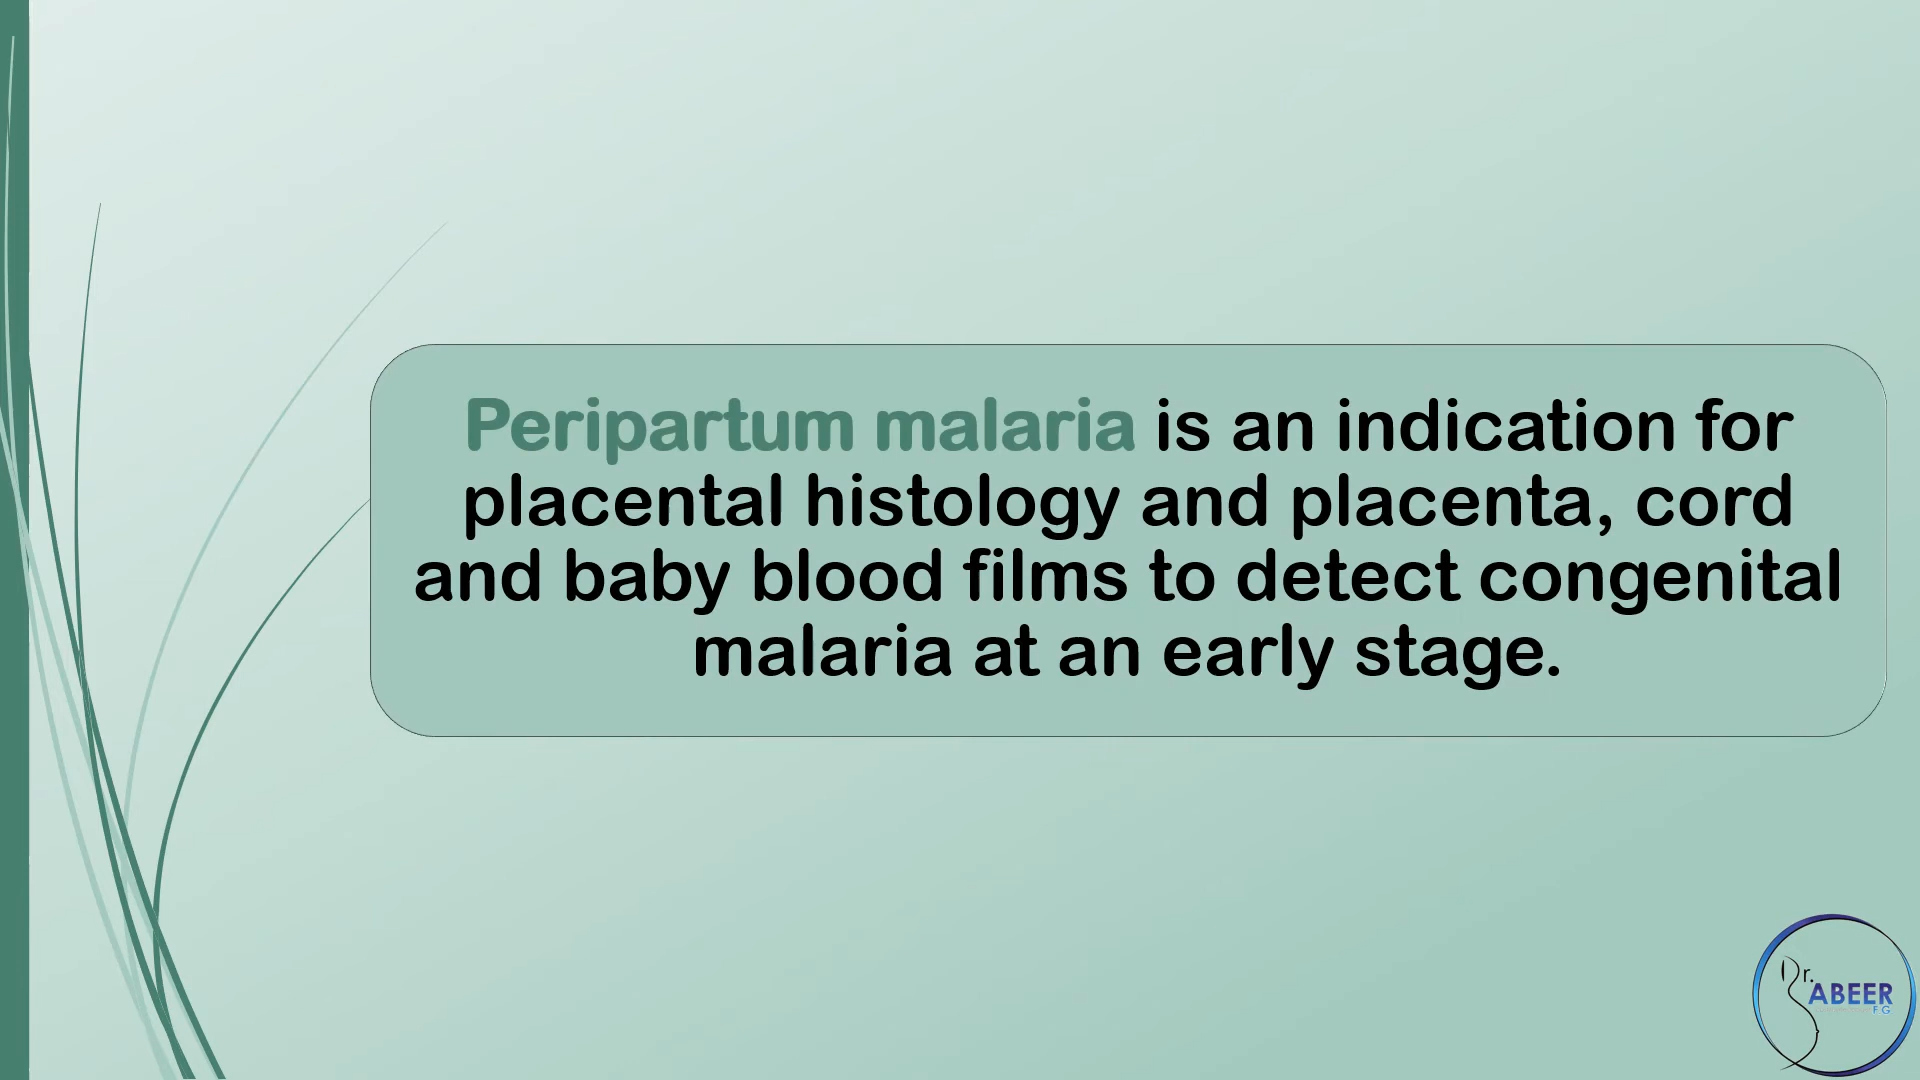 Peripartum malaria is an indication for
placental histology and placenta, cord
and baby blood films to detect congenital
malaria at an early stage.
Dr.
ABEER
F.G